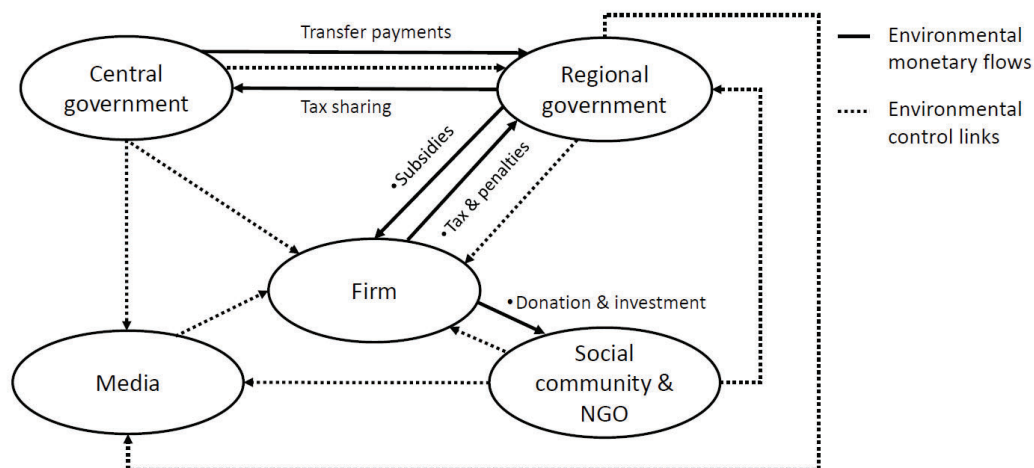 Transfer payments
Central
government
Tax sharing
Regional
government
Environmental
monetary flows
Environmental
control links
•Subsidies
•Tax & penalties
Firm
•Donation & investment
Media
Social
community &
NGO